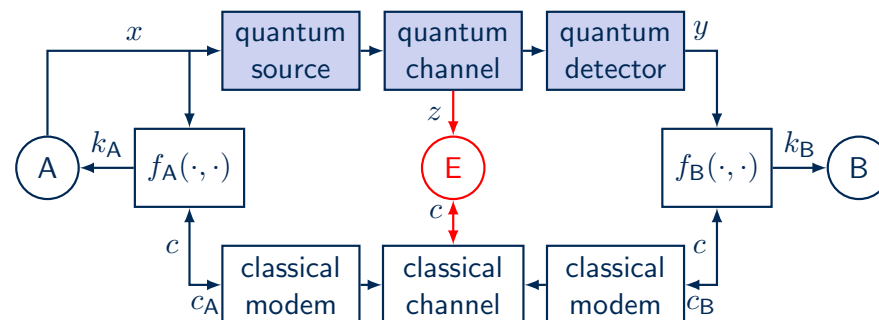 x
quantum
source
quantum
channel
quantum
detector
y
z
A
k_A
f_A(·,·)
E
f_B(·,·)
k_B
B
c
c
c
c_A
classical
modem
classical
channel
classical
modem
c_B